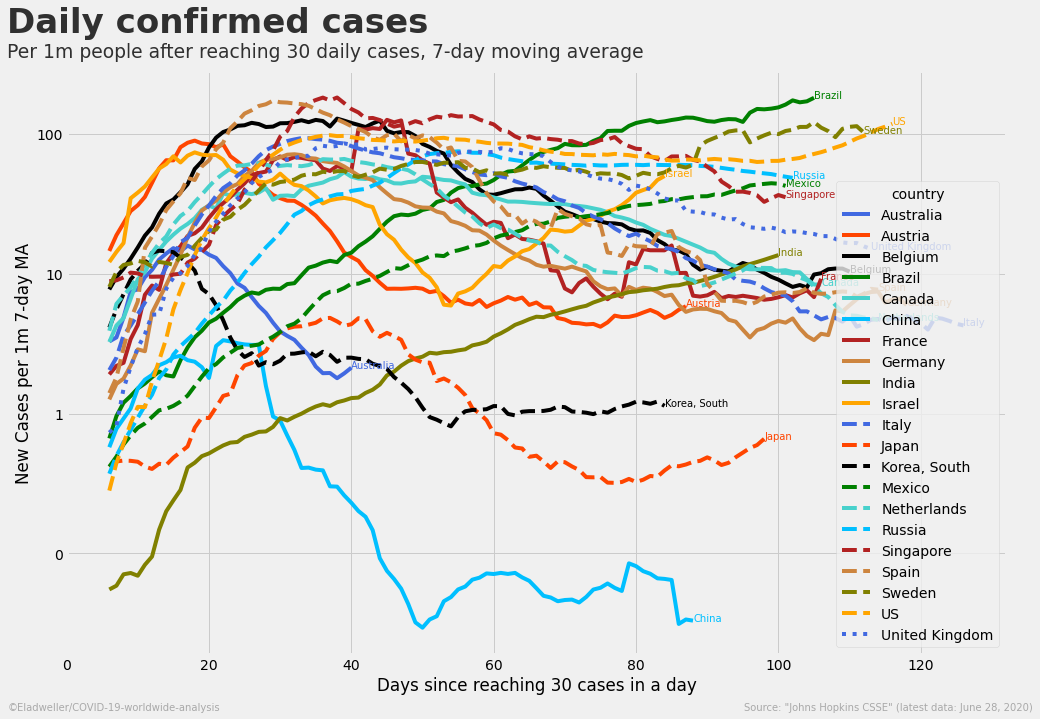 Daily confirmed cases
Per 1m people after reaching 30 daily cases, 7-day moving average
New Cases per 1m 7-day MA
100
10
1
0
0
20
40
60
80
100
120
Days since reaching 30 cases in a day
Brazil
US
Sweden
Russia
Israel
Mexico
Singapore
United Kingdom
India
Belgium
Canada
Austria
Italy
Australia
Korea, South
Japan
China
country
Australia
Austria
Belgium
Brazil
Canada
China
France
Germany
India
Israel
Italy
Japan
Korea, South
Mexico
Netherlands
Russia
Singapore
Spain
Sweden
US
United Kingdom
©Eladweller/COVID-19-worldwide-analysis
Source: "Johns Hopkins CSSE" (latest data: June 28, 2020)